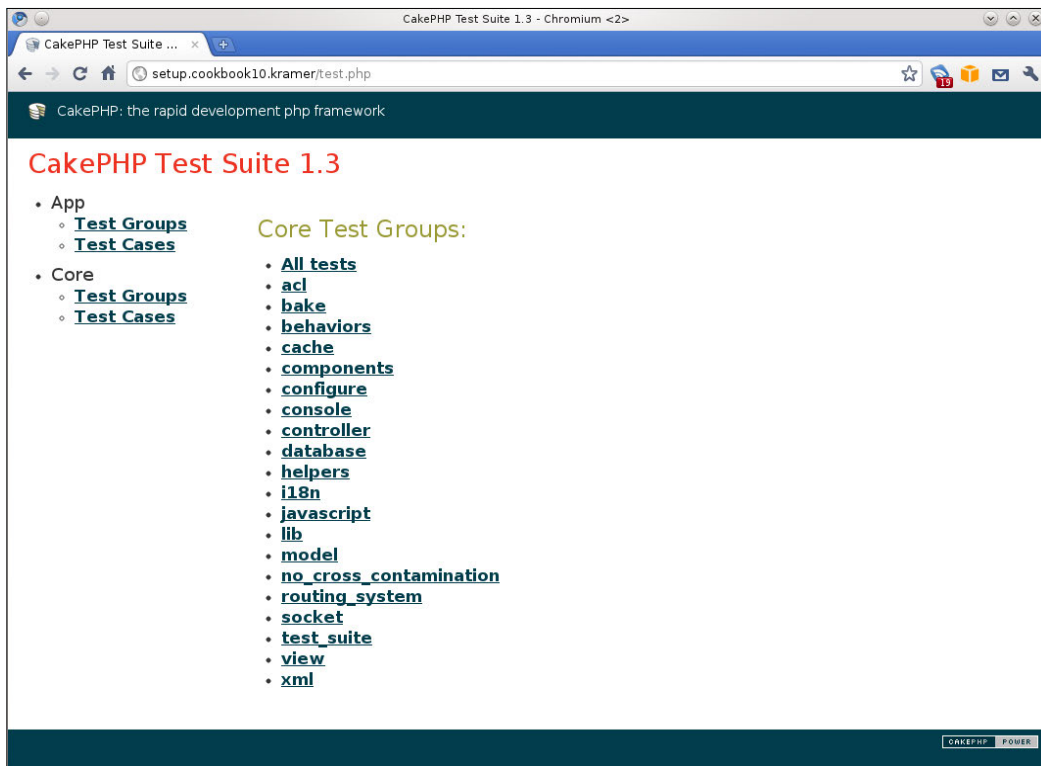 CakePHP Test Suite 1.3 - Chromium <2>
CakePHP Test Suite ...
setup.cookbook10.kramer/test.php
19
CakePHP: the rapid development php framework
CakePHP Test Suite 1.3
App
Test Groups
Test Cases
Core
Test Groups
Test Cases
Core Test Groups:
All tests
acl
bake
behaviors
cache
components
configure
console
controller
database
helpers
i18n
javascript
lib
model
no_cross_contamination
routing_system
socket
test_suite
view
xml
CAKEPHP POWER